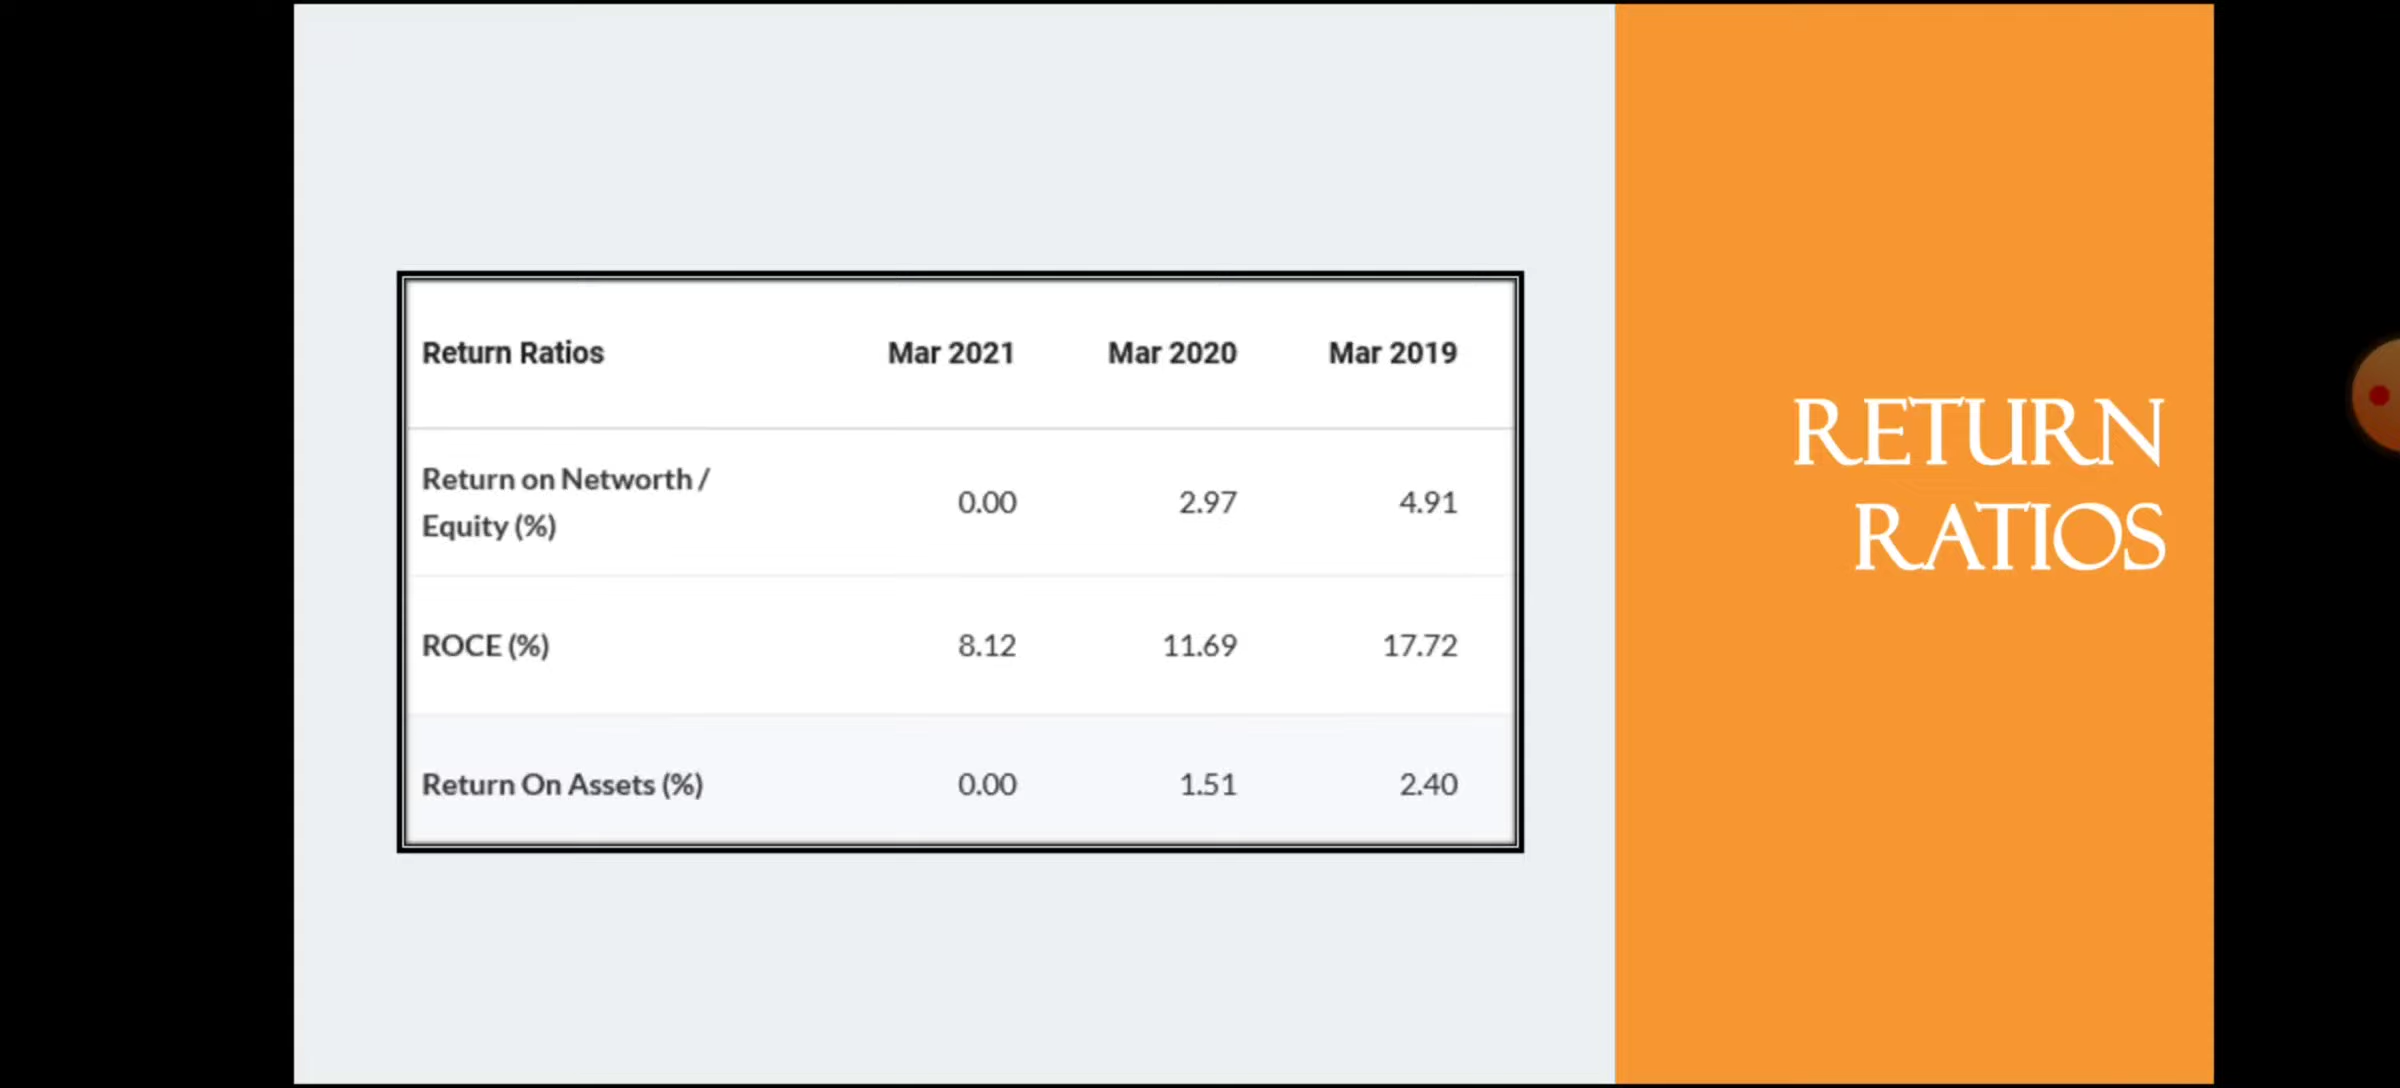 Return Ratios Mar 2021 Mar 2020 Mar 2019
Return on Networth /
Equity (%) 0.00 2.97 4.91
ROCE (%) 8.12 11.69 17.72
Return On Assets (%) 0.00 1.51 2.40
RETURN
RATIOS